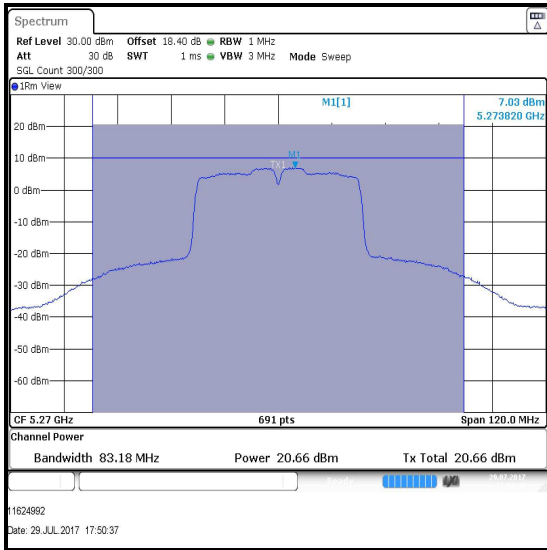 Spectrum
Ref Level 30.00 dBm Offset 18.40 dB RBW 1 MHz
Att 30 dB SWT 1 ms VBW 3 MHz Mode Sweep
SGL Count 300/300
1Rm View
M1[1] 7.03 dBm
5.273820 GHz
20 dBm
10 dBm
M1
TX1
0 dBm
-10 dBm
-20 dBm
-30 dBm
-40 dBm
-50 dBm
-60 dBm
CF 5.27 GHz 691 pts Span 120.0 MHz
Channel Power
Bandwidth 83.18 MHz Power 20.66 dBm Tx Total 20.66 dBm
Ready 29.07.2017
11624992
Date: 29.JUL.2017 17:50:37